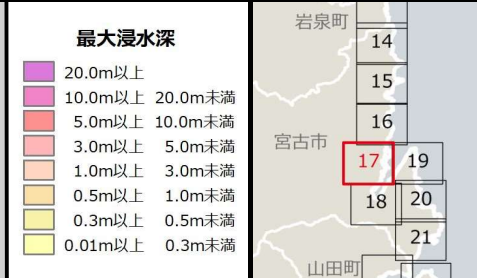 最大浸水深
20.0m以上
10.0m以上 20.0m未満
5.0m以上 10.0m未満
3.0m以上 5.0m未満
1.0m以上 3.0m未満
0.5m以上 1.0m未満
0.3m以上 0.5m未満
0.01m以上 0.3m未満
岩泉町
14
15
16
宮古市
17
19
18
20
21
山田町